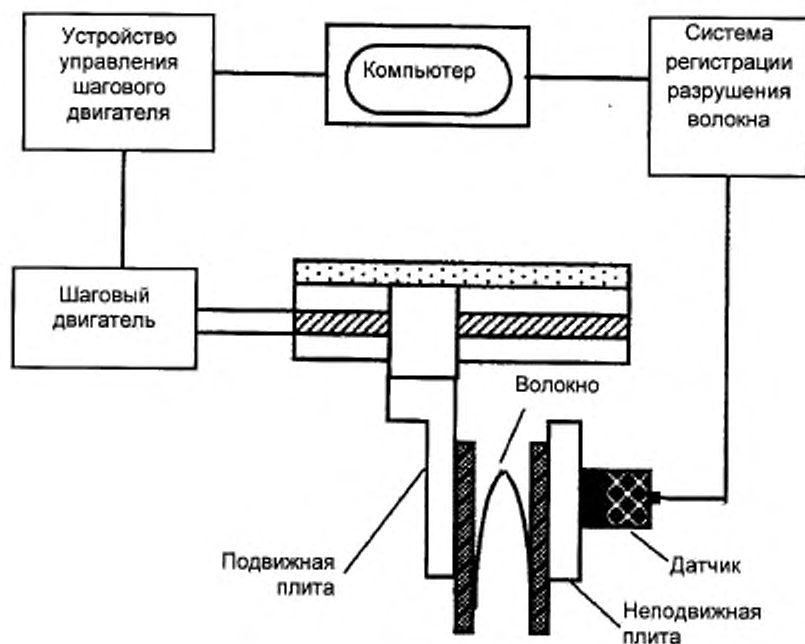 Устройство
управления
шагового
двигателя
Компьютер
Система
регистрации
разрушения
волокна
Шаговый
двигатель
Волокно
Подвижная
плита
Датчик
Неподвижная
плита